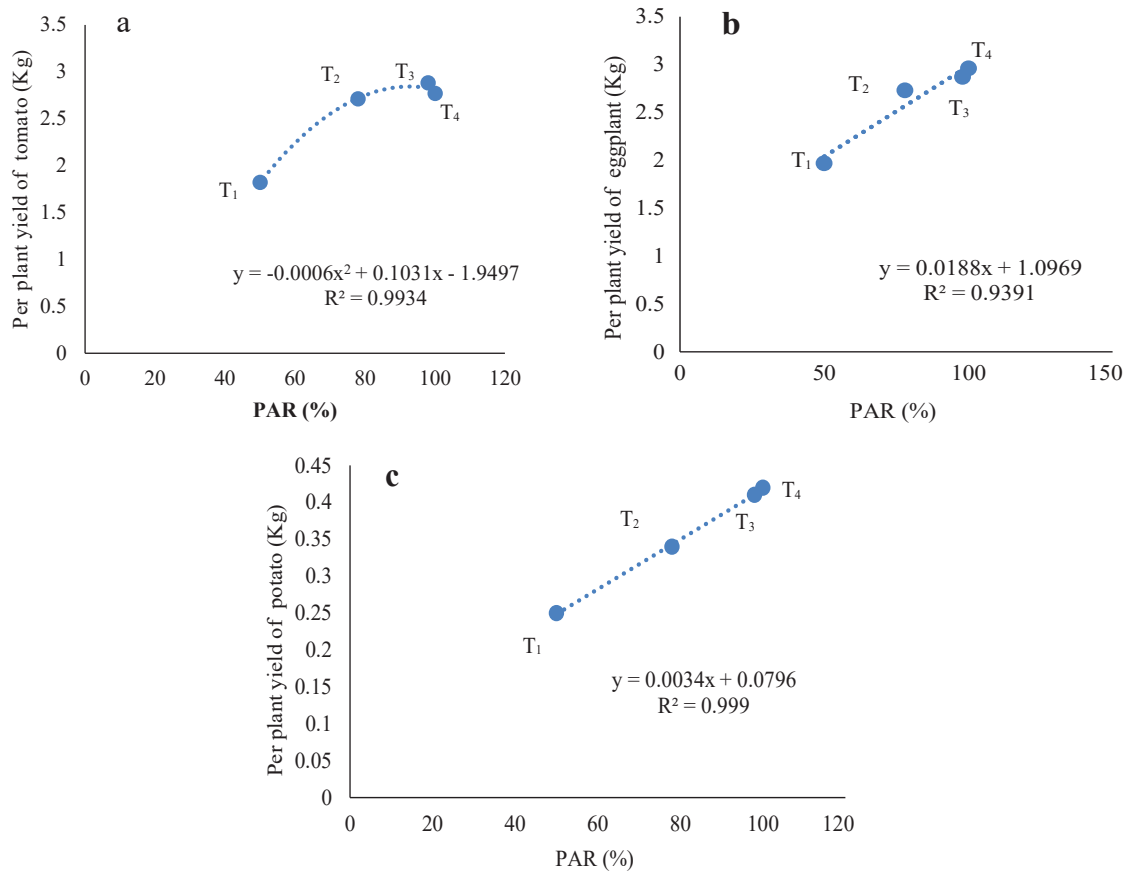 a
Per plant yield of tomato (Kg)
3.5
3
2.5
2
1.5
1
0.5
0
T₁
T₂
T₃
T₄
y = -0.0006x² + 0.1031x - 1.9497
R² = 0.9934
0 20 40 60 80 100 120
PAR (%)
b
Per plant yield of eggplant (Kg)
3.5
3
2.5
2
1.5
1
0.5
0
T₁
T₂
T₃
T₄
y = 0.0188x + 1.0969
R² = 0.9391
0 50 100 150
PAR (%)
c
Per plant yield of potato (Kg)
0.45
0.4
0.35
0.3
0.25
0.2
0.15
0.1
0.05
0
T₁
T₂
T₃
T₄
y = 0.0034x + 0.0796
R² = 0.999
0 20 40 60 80 100 120
PAR (%)